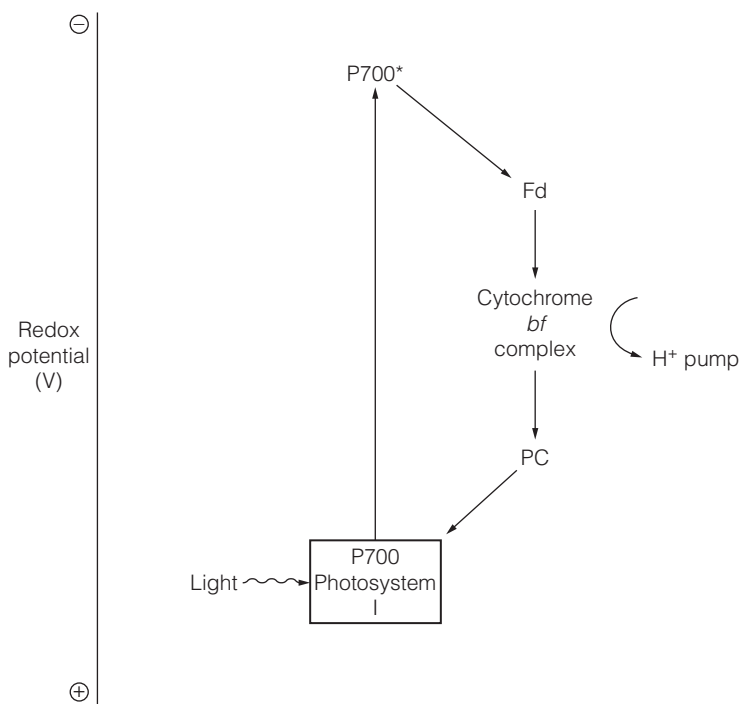 ⊖
P700*
Fd
Cytochrome
bf
complex
Redox
potential
(V)
H⁺ pump
PC
P700
Light
Photosystem
I
⊕